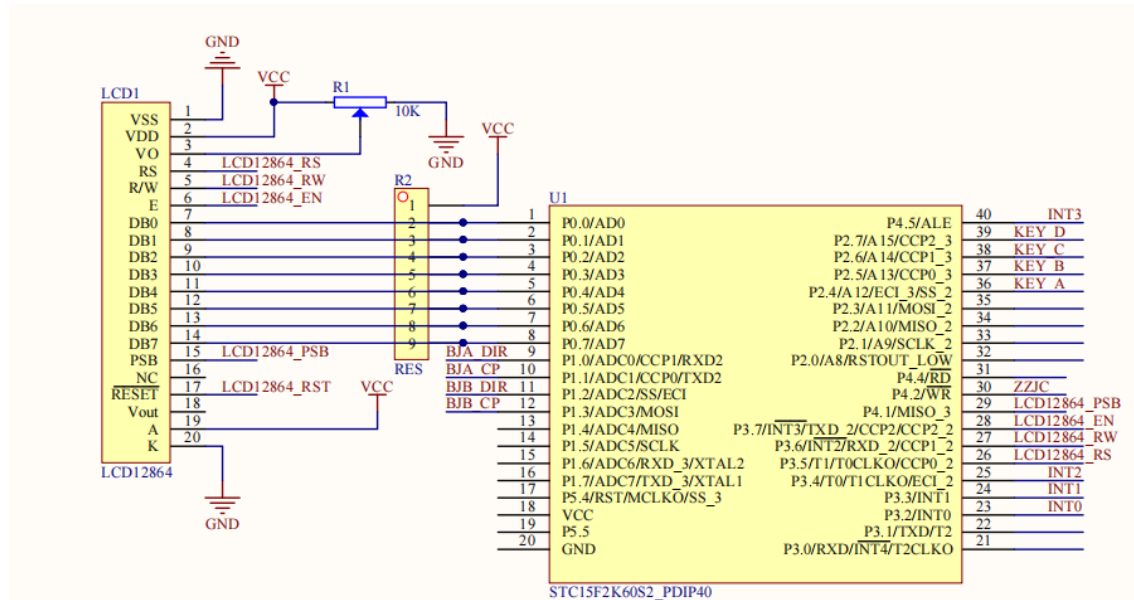 GND
VCC
LCD1
R1
10K
GND
VCC
1
VSS
2
VDD
3
VO
4
RS
LCD12864_RS
5
R/W
LCD12864_RW
6
E
LCD12864_EN
7
DB0
8
DB1
9
DB2
10
DB3
11
DB4
12
DB5
13
DB6
14
DB7
15
PSB
LCD12864_PSB
16
NC
17
RESET
LCD12864_RST
18
Vout
19
A
VCC
20
K
LCD12864
GND
R2
1
2
3
4
5
6
7
8
9
RES
U1
1 P0.0/AD0
2 P0.1/AD1
3 P0.2/AD2
4 P0.3/AD3
5 P0.4/AD4
6 P0.5/AD5
7 P0.6/AD6
8 P0.7/AD7
BJA_DIR 9 P1.0/ADC0/CCP1/RXD2
BJA_CP 10 P1.1/ADC1/CCP0/TXD2
BJB_DIR 11 P1.2/ADC2/SS/ECI
BJB_CP 12 P1.3/ADC3/MOSI
13 P1.4/ADC4/MISO
14 P1.5/ADC5/SCLK
15 P1.6/ADC6/RXD_3/XTAL2
16 P1.7/ADC7/TXD_3/XTAL1
17 P5.4/RST/MCLKO/SS_3
18 VCC
19 P5.5
20 GND
P4.5/ALE 40 INT3
P2.7/A15/CCP2_3 39 KEY_D
P2.6/A14/CCP1_3 38 KEY_C
P2.5/A13/CCP0_3 37 KEY_B
P2.4/A12/ECI_3/SS_2 36 KEY_A
P2.3/A11/MOSI_2 35
P2.2/A10/MISO_2 34
P2.1/A9/SCLK_2 33
P2.0/A8/RSTOUT_LOW 32
P4.4/RD 31
P4.2/WR 30 ZZJC
P4.1/MISO_3 29 LCD12864_PSB
P3.7/INT3/TXD_2/CCP2/CCP2_2 28 LCD12864_EN
P3.6/INT2/RXD_2/CCP1_2 27 LCD12864_RW
P3.5/T1/T0CLKO/CCP0_2 26 LCD12864_RS
P3.4/T0/T1CLKO/ECI_2 25 INT2
P3.3/INT1 24 INT1
P3.2/INT0 23 INT0
P3.1/TXD/T2 22
P3.0/RXD/INT4/T2CLKO 21
STC15F2K60S2_PDIP40